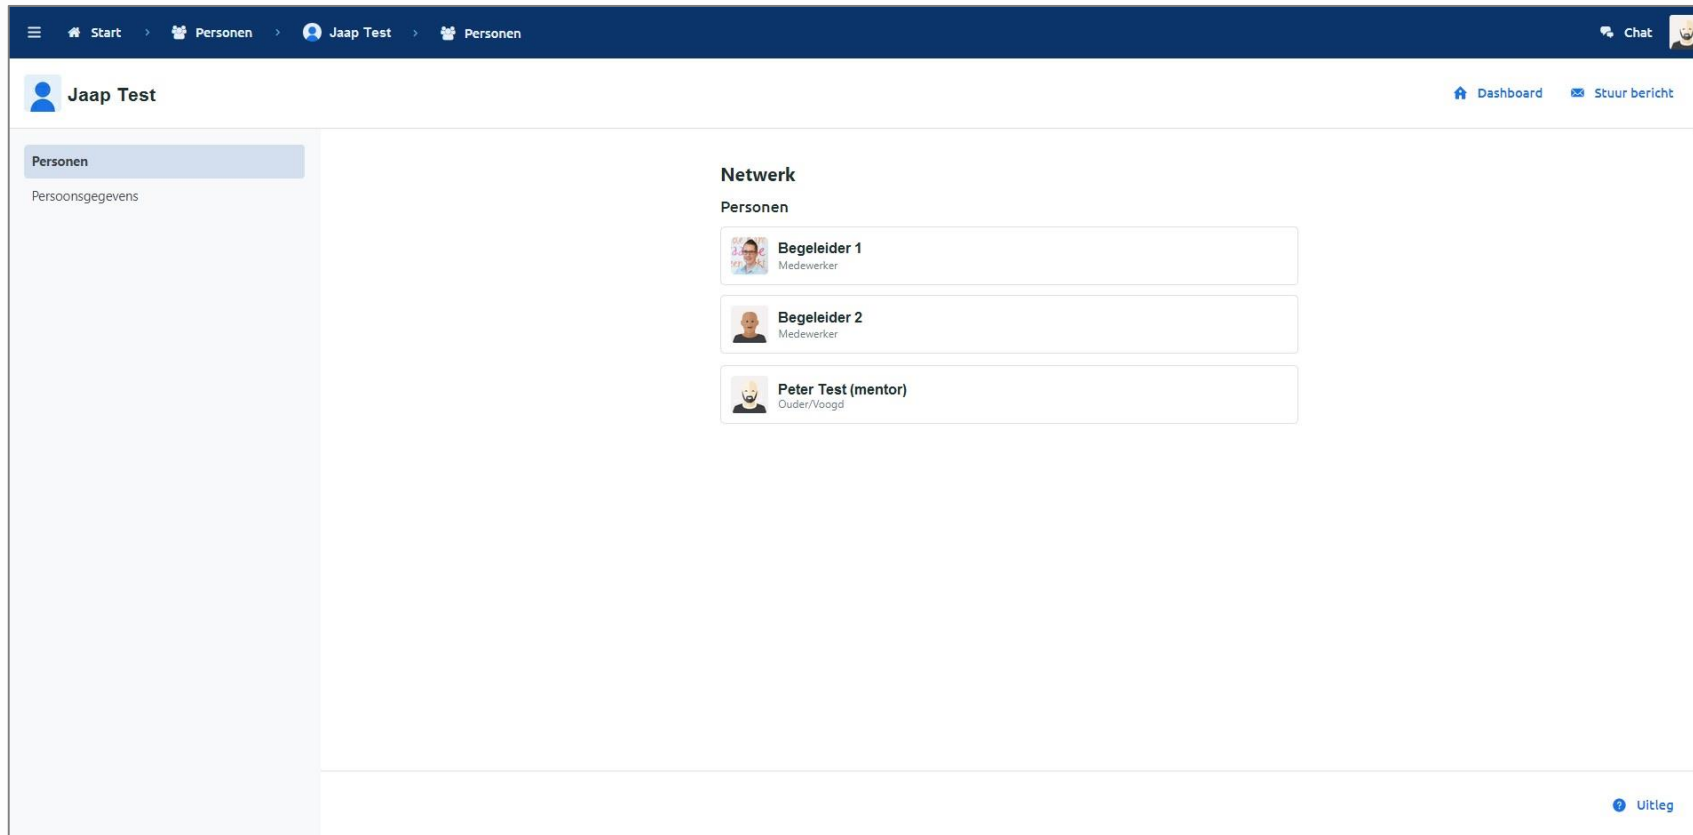 Start > Personen > Jaap Test > Personen Chat
Jaap Test Dashboard Stuur bericht
Personen
Persoonsgegevens
Netwerk
Personen
Begeleider 1
Medewerker
Begeleider 2
Medewerker
Peter Test (mentor)
Ouder/Voogd
Uitleg